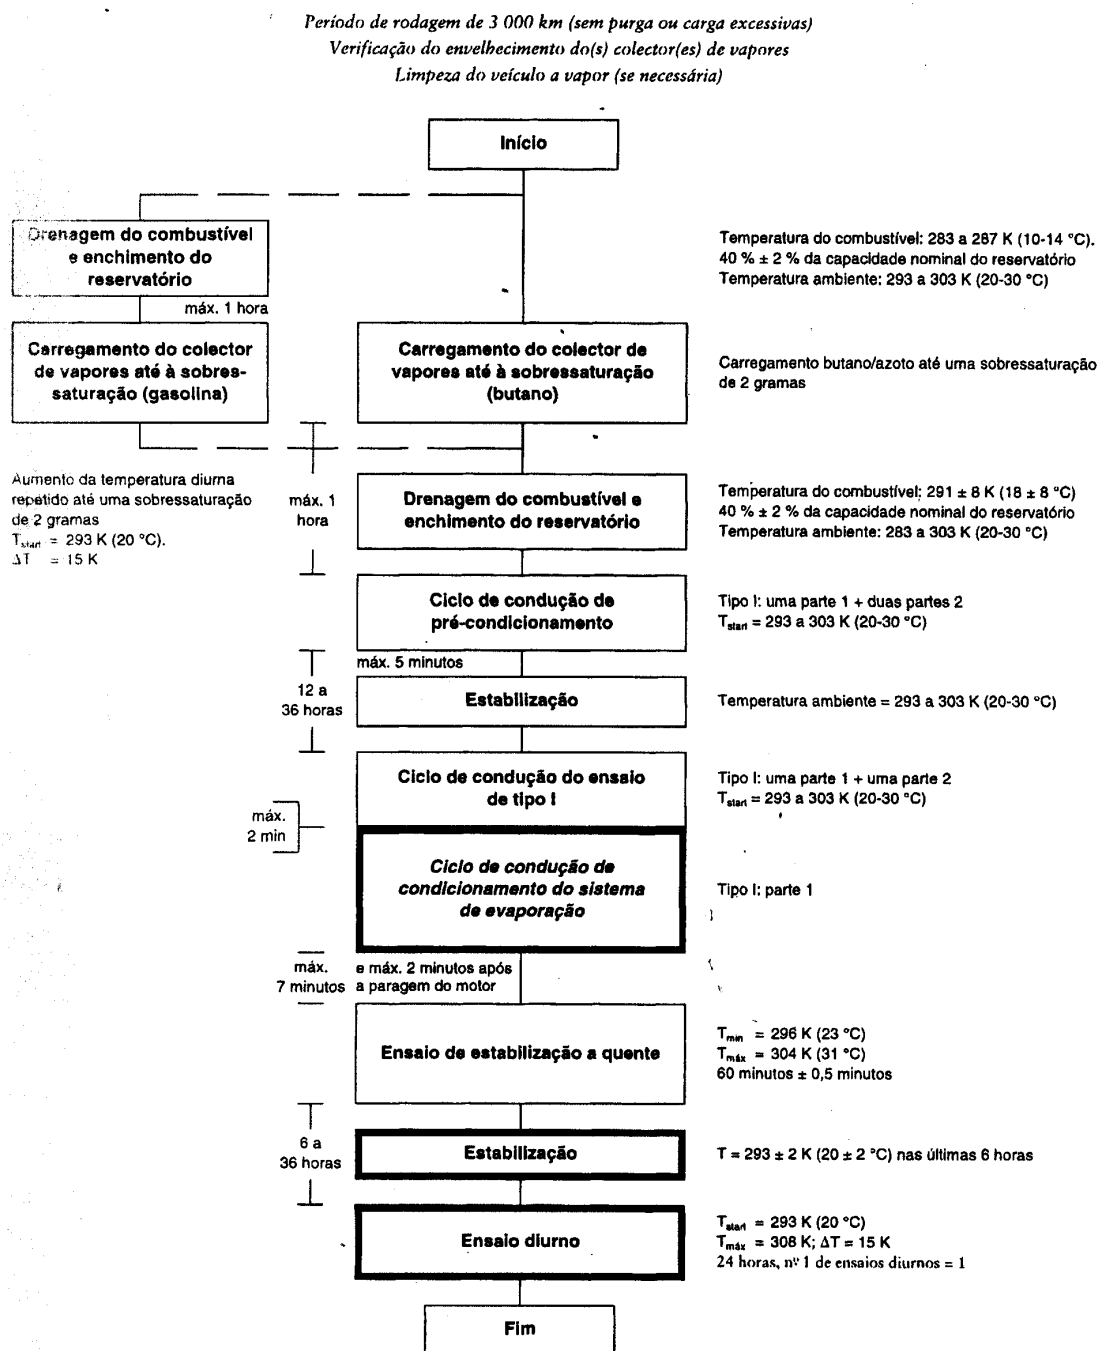 Período de rodagem de 3 000 km (sem purga ou carga excessivas)
Verificação do envelhecimento do(s) colector(es) de vapores
Limpeza do veículo a vapor (se necessária)
Início
Drenagem do combustível
e enchimento do
reservatório
Temperatura do combustível: 283 a 287 K (10-14 °C).
40 % ± 2 % da capacidade nominal do reservatório
Temperatura ambiente: 293 a 303 K (20-30 °C)
máx. 1 hora
Carregamento do colector
de vapores até à sobres-
saturação (gasolina)
Carregamento do colector de
vapores até à sobressaturação
(butano)
Carregamento butano/azoto até uma sobressaturação
de 2 gramas
Aumento da temperatura diurna
repetido até uma sobressaturação
de 2 gramas
Tstart = 293 K (20 °C).
ΔT = 15 K
máx. 1
hora
Drenagem do combustível e
enchimento do reservatório
Temperatura do combustível: 291 ± 8 K (18 ± 8 °C)
40 % ± 2 % da capacidade nominal do reservatório
Temperatura ambiente: 283 a 303 K (20-30 °C)
Ciclo de condução de
pré-condicionamento
Tipo I: uma parte 1 + duas partes 2
Tstart = 293 a 303 K (20-30 °C)
máx. 5 minutos
12 a
36 horas
Estabilização
Temperatura ambiente = 293 a 303 K (20-30 °C)
Ciclo de condução do ensaio
de tipo I
Tipo I: uma parte 1 + uma parte 2
Tstart = 293 a 303 K (20-30 °C)
máx.
2 min
Ciclo de condução de
condicionamento do sistema
de evaporação
Tipo I: parte 1
máx.
7 minutos
e máx. 2 minutos após
a paragem do motor
Ensaio de estabilização a quente
Tmin = 296 K (23 °C)
Tmáx = 304 K (31 °C)
60 minutos ± 0,5 minutos
6 a
36 horas
Estabilização
T = 293 ± 2 K (20 ± 2 °C) nas últimas 6 horas
Ensaio diurno
Tstart = 293 K (20 °C)
Tmáx = 308 K; ΔT = 15 K
24 horas, nº 1 de ensaios diurnos = 1
Fim